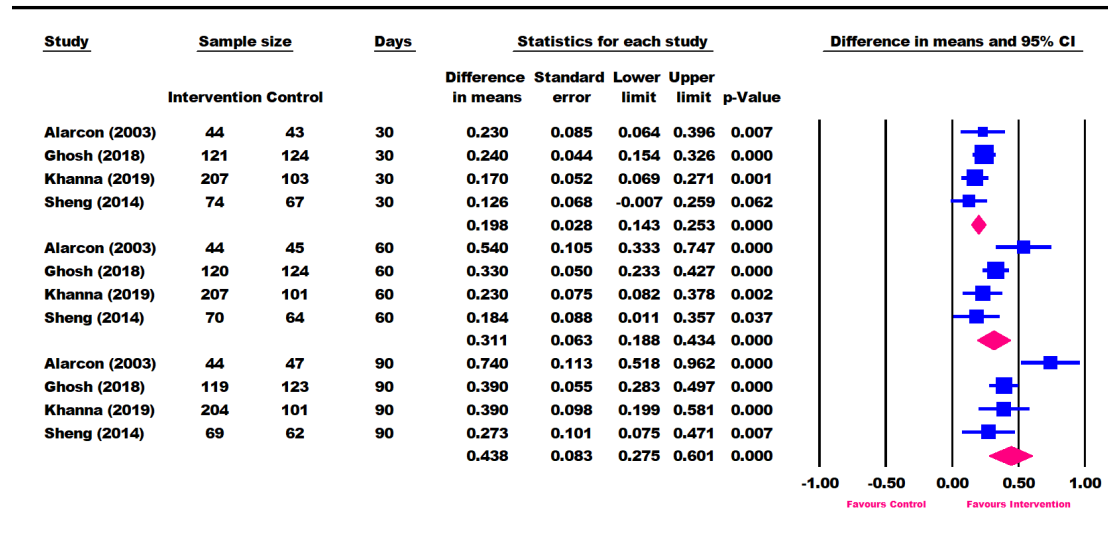 Study Sample size Days Statistics for each study Difference in means and 95% CI
Difference Standard Lower Upper
Intervention Control in means error limit limit p-Value
Alarcon (2003) 44 43 30 0.230 0.085 0.064 0.396 0.007
Ghosh (2018) 121 124 30 0.240 0.044 0.154 0.326 0.000
Khanna (2019) 207 103 30 0.170 0.052 0.069 0.271 0.001
Sheng (2014) 74 67 30 0.126 0.068 -0.007 0.259 0.062
0.198 0.028 0.143 0.253 0.000
Alarcon (2003) 44 45 60 0.540 0.105 0.333 0.747 0.000
Ghosh (2018) 120 124 60 0.330 0.050 0.233 0.427 0.000
Khanna (2019) 207 101 60 0.230 0.075 0.082 0.378 0.002
Sheng (2014) 70 64 60 0.184 0.088 0.011 0.357 0.037
0.311 0.063 0.188 0.434 0.000
Alarcon (2003) 44 47 90 0.740 0.113 0.518 0.962 0.000
Ghosh (2018) 119 123 90 0.390 0.055 0.283 0.497 0.000
Khanna (2019) 204 101 90 0.390 0.098 0.199 0.581 0.000
Sheng (2014) 69 62 90 0.273 0.101 0.075 0.471 0.007
0.438 0.083 0.275 0.601 0.000
-1.00 -0.50 0.00 0.50 1.00
Favours Control Favours Intervention